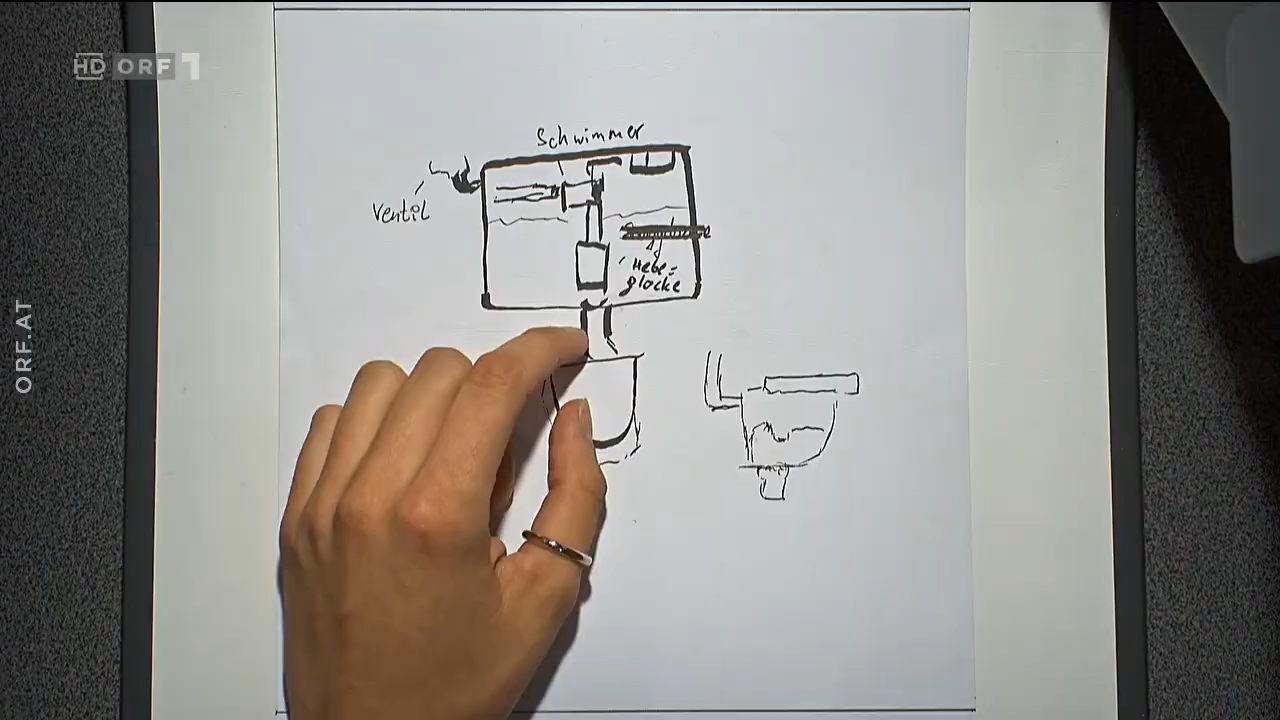 HD ORF 1
Schwimmer
Ventil
Hebe-
glocke
ORF.AT